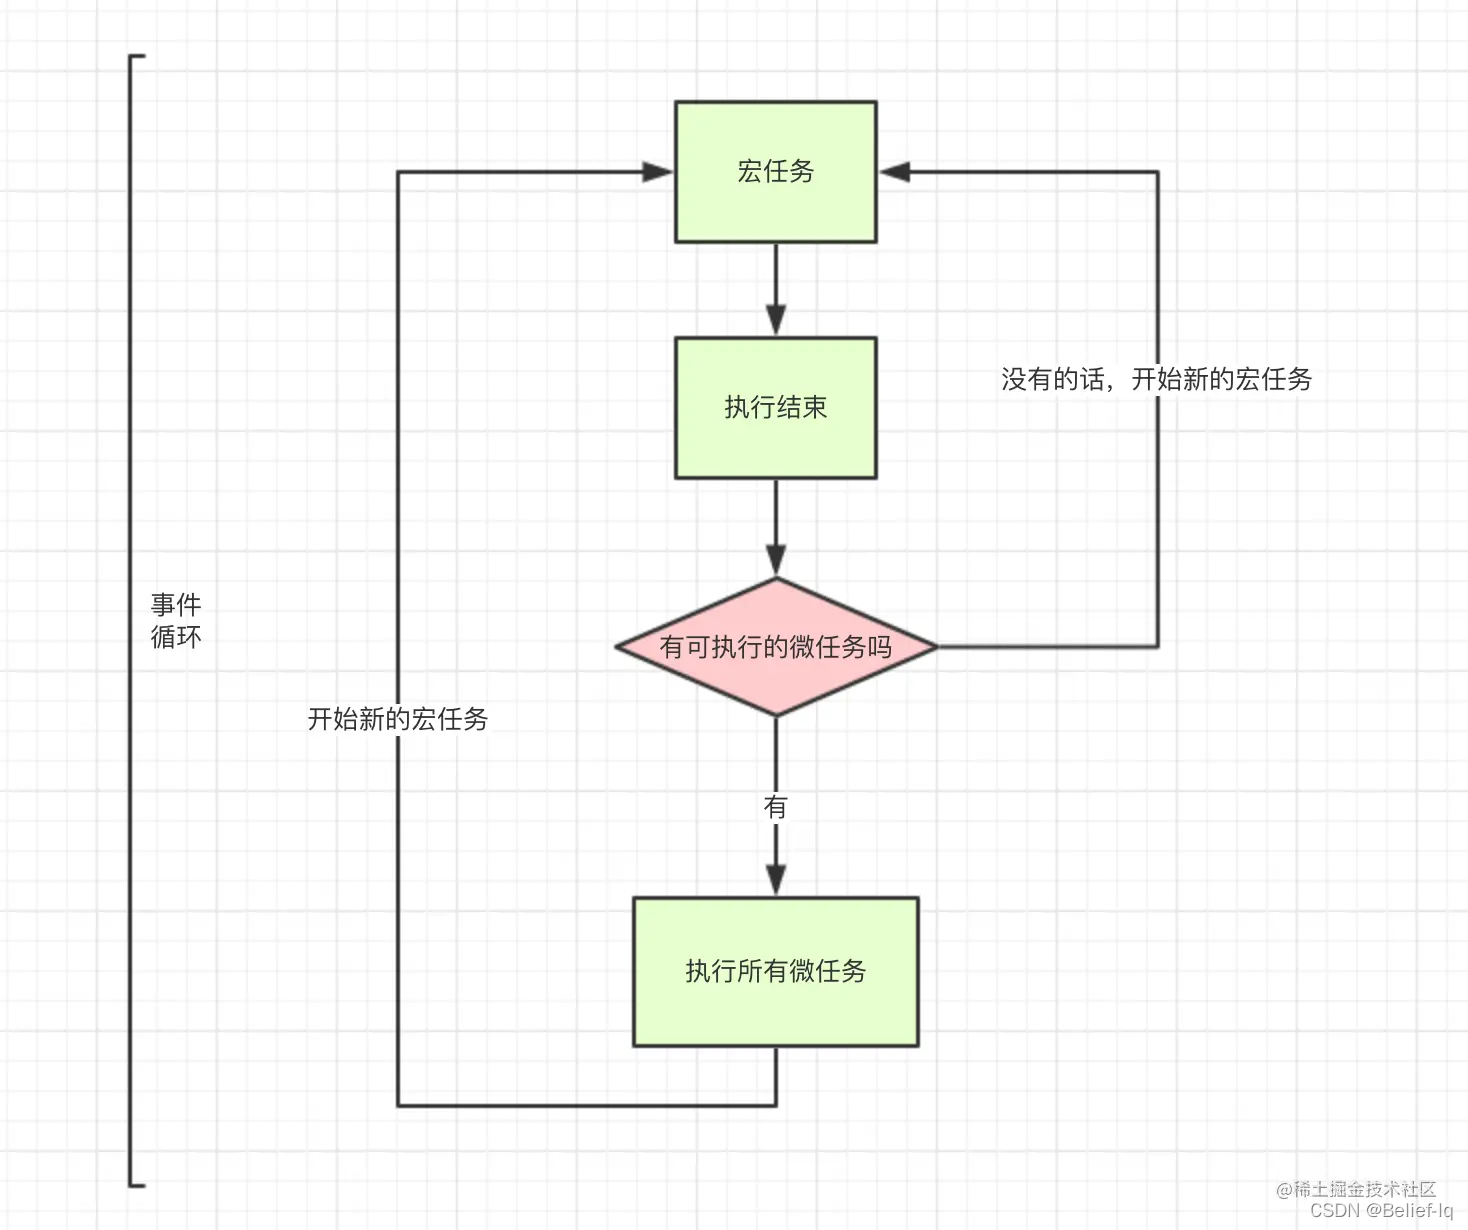 宏任务
执行结束
没有的话，开始新的宏任务
事件
循环
有可执行的微任务吗
开始新的宏任务
有
执行所有微任务
@稀土掘金技术社区
CSDN @Belief-lq